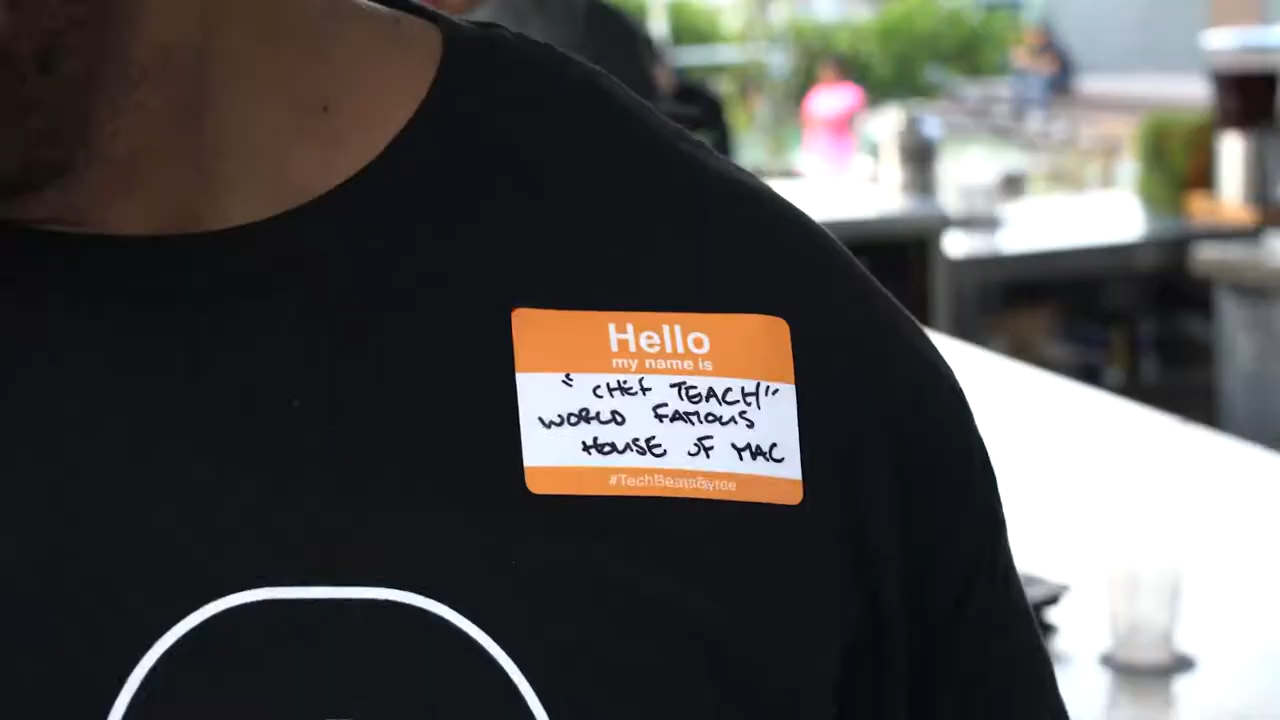 Hello
my name is
"CHEF TEACH"
WORLD FAMOUS
HOUSE OF MAC